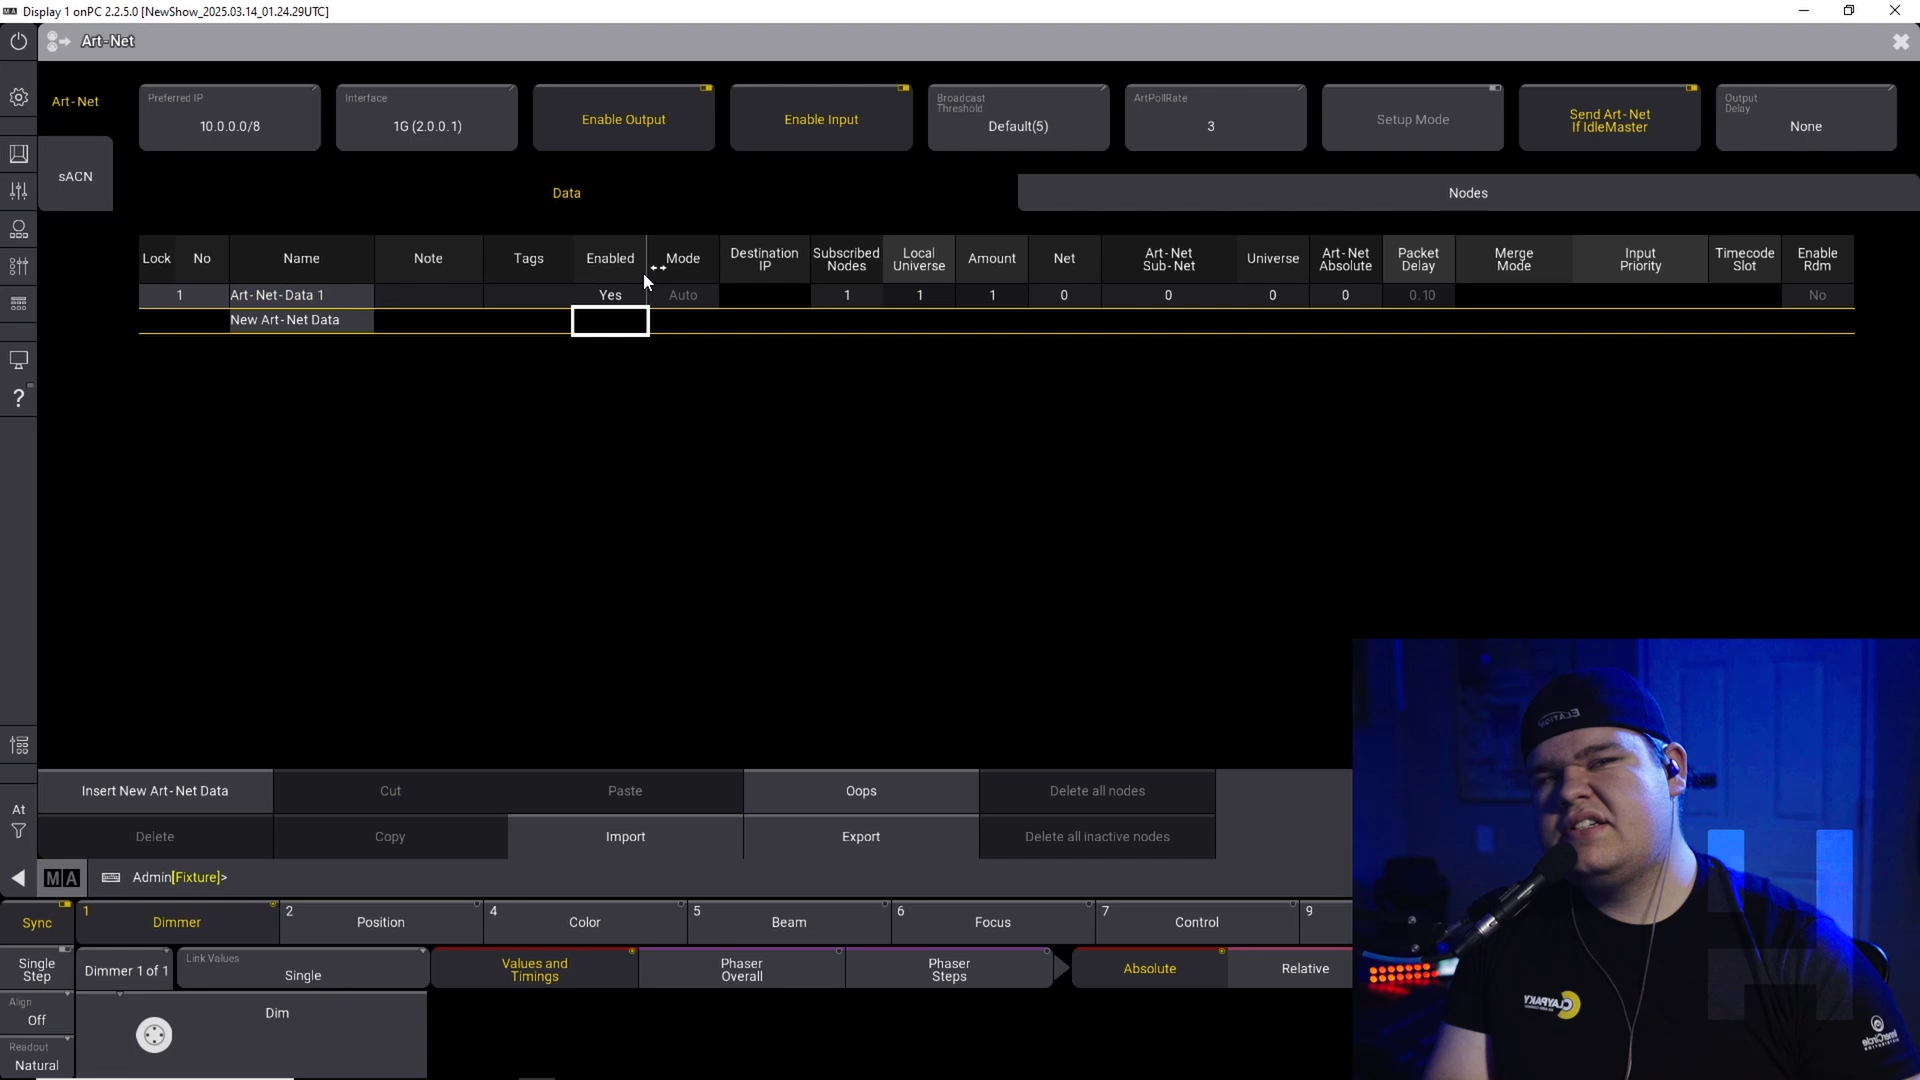 Display 1 onPC 2.2.5.0 [NewShow_2025.03.14_01.24.29UTC]
Art-Net
Art-Net
sACN
Preferred IP
10.0.0.0/8
Interface
1G (2.0.0.1)
Enable Output
Enable Input
Broadcast
Threshold
Default(5)
ArtPollRate
3
Setup Mode
Send Art-Net
If IdleMaster
Output
Delay
None
Data
Nodes
Lock No Name Note Tags Enabled Mode Destination IP Subscribed Nodes Local Universe Amount Net Art-Net Sub-Net Universe Art-Net Absolute Packet Delay Merge Mode Input Priority Timecode Slot Enable Rdm
1 Art-Net-Data 1 Yes Auto 1 1 1 0 0 0 0 0.10 No
New Art-Net Data
Insert New Art-Net Data Cut Paste Oops Delete all nodes
Delete Copy Import Export Delete all inactive nodes
At
MA Admin[Fixture]>
Sync
1 Dimmer 2 Position 4 Color 5 Beam 6 Focus 7 Control 9
Single
Step
Dimmer 1 of 1
Link Values
Single
Values and
Timings
Phaser
Overall
Phaser
Steps
Absolute
Relative
Align
Off
Dim
Readout
Natural
ELATION
CLAYPAKY